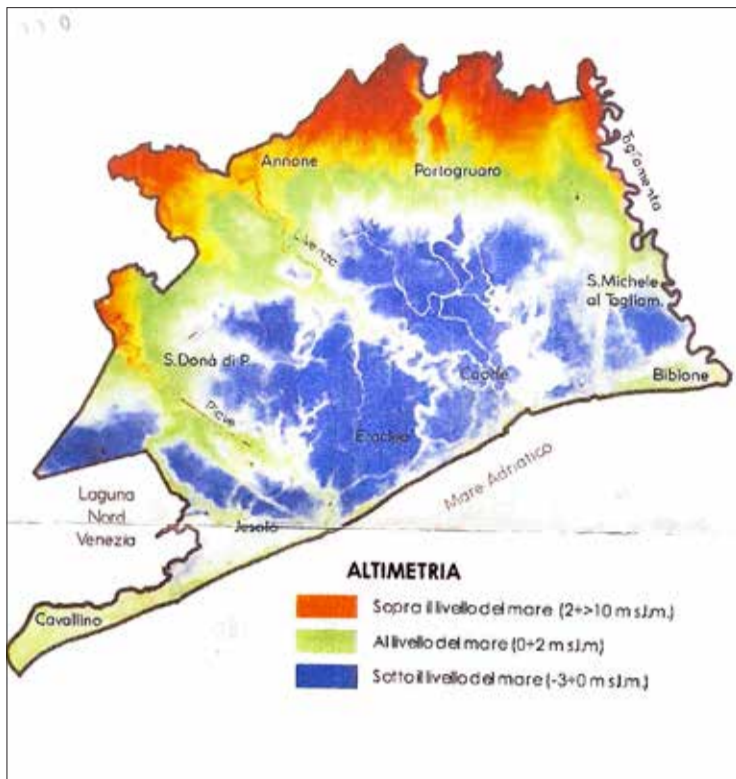 Annone
Portogruaro
Tagliamento
Livenza
S.Michele
al Tagliam.
S.Donà di P.
Caorle
Bibione
Piave
Eraclea
Mare Adriatico
Laguna
Nord
Venezia
Jesolo
Cavallino
ALTIMETRIA
Sopra il livello del mare (2÷>10 m s.l.m.)
Al livello del mare (0÷2 m s.l.m)
Sotto il livello del mare (-3÷0 m s.l.m.)